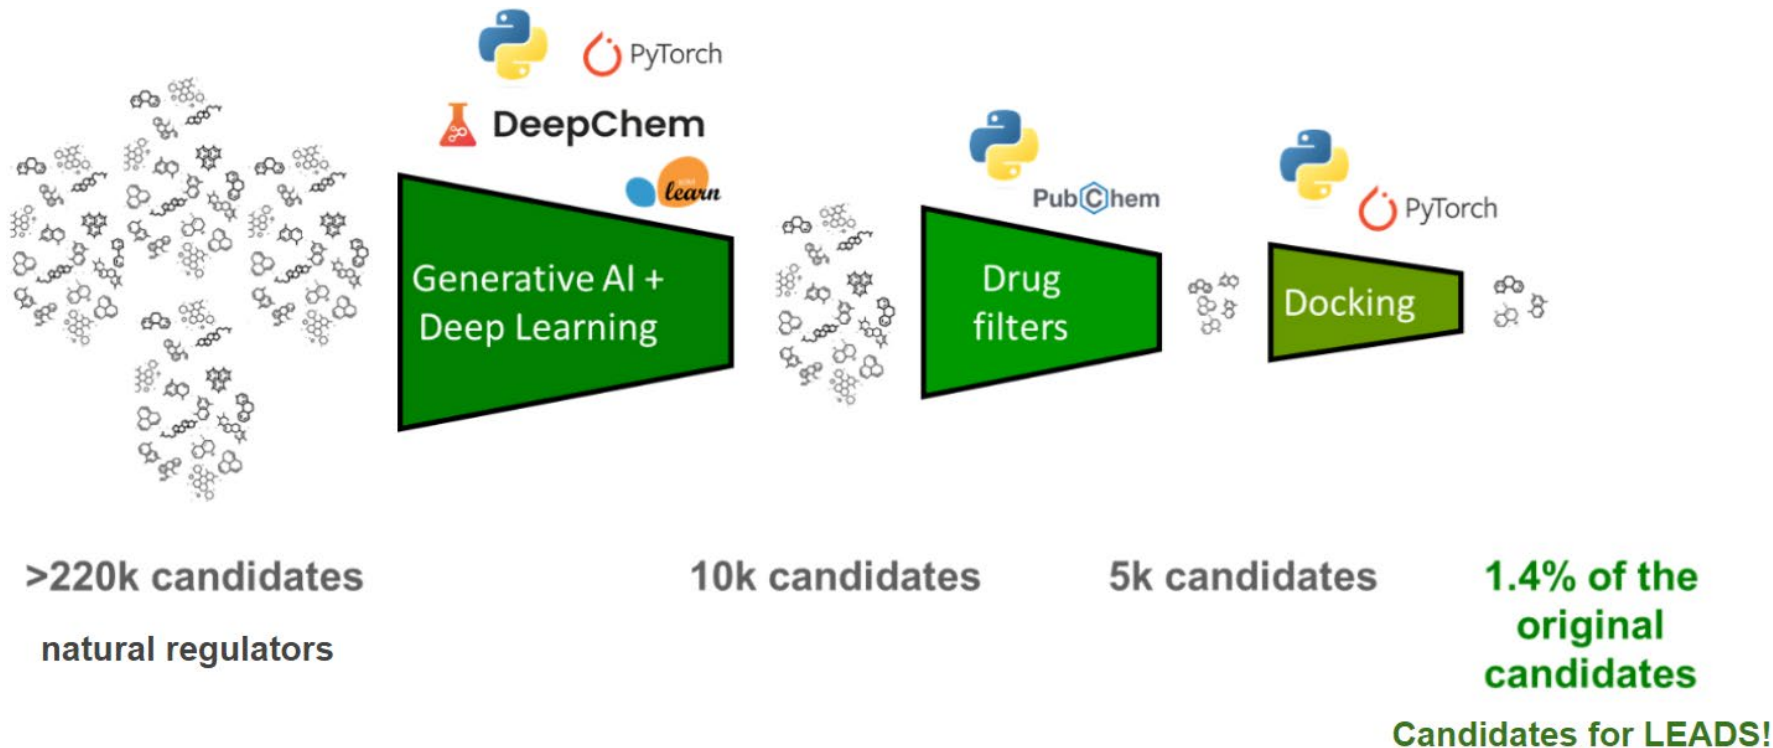 PyTorch
DeepChem
learn
PubChem
PyTorch
Generative AI +
Deep Learning
Drug
filters
Docking
>220k candidates
10k candidates
5k candidates
1.4% of the
original
candidates
natural regulators
Candidates for LEADS!